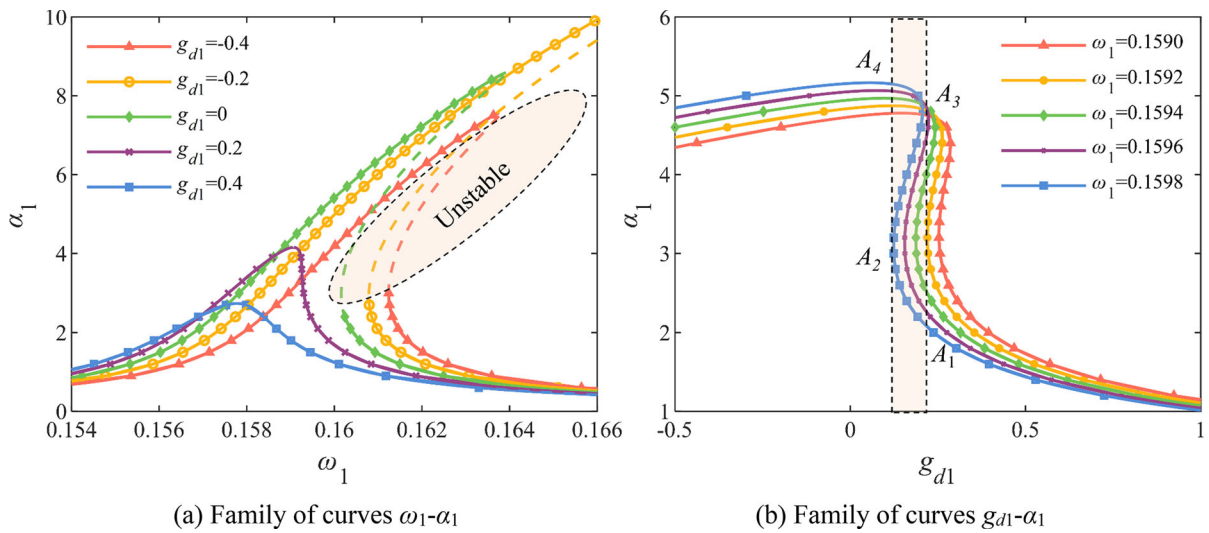 10
8
6
4
2
0
α1
gd1=-0.4
gd1=-0.2
gd1=0
gd1=0.2
gd1=0.4
Unstable
0.154 0.156 0.158 0.16 0.162 0.164 0.166
ω1
(a) Family of curves ω1-α1
6
5
4
3
2
1
α1
A4
A3
A2
A1
ω1=0.1590
ω1=0.1592
ω1=0.1594
ω1=0.1596
ω1=0.1598
-0.5 0 0.5 1
gd1
(b) Family of curves gd1-α1